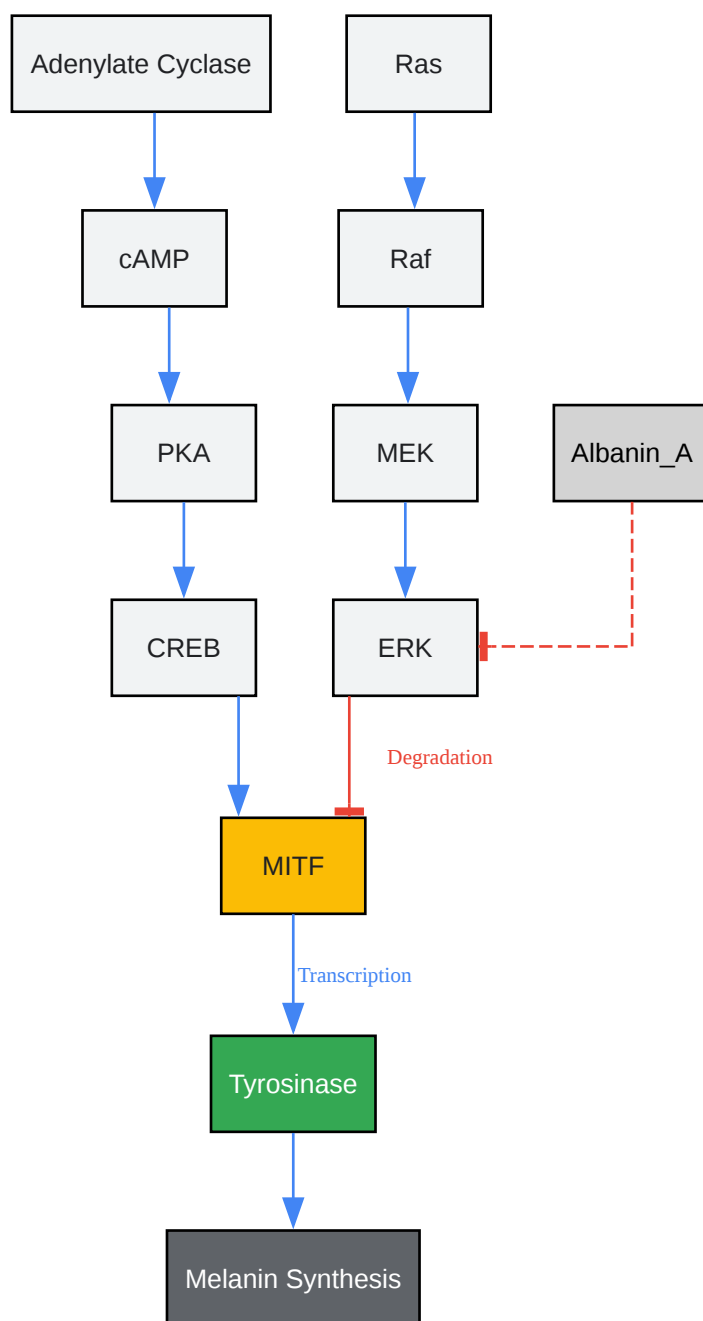 Adenylate Cyclase
Ras
cAMP
Raf
PKA
MEK
Albanin_A
CREB
ERK
Degradation
MITF
Transcription
Tyrosinase
Melanin Synthesis